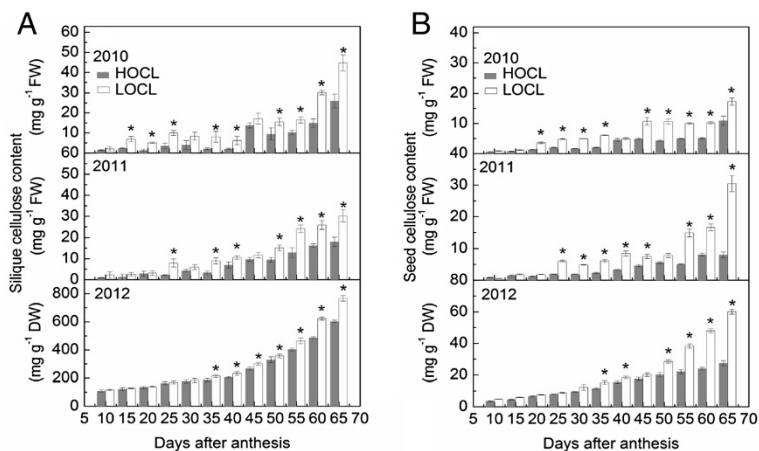 A
60
50
40
30
20
10
2010
HOCL
LOCL
60
50
40
30
20
10
0
2011
800
600
400
200
0
2012
Silique cellulose content
(mg g⁻¹ FW)
(mg g⁻¹ FW)
(mg g⁻¹ DW)
* * * * * * * * *
* * * * * * *
* * * * * * *
5 10 15 20 25 30 35 40 45 50 55 60 65 70
Days after anthesis
B
40
30
20
10
2010
HOCL
LOCL
40
30
20
10
2011
80
60
40
20
0
2012
Seed cellulose content
(mg g⁻¹ FW)
(mg g⁻¹ FW)
(mg g⁻¹ DW)
* * * * * * * * *
* * * * * * * *
* * * * * *
5 10 15 20 25 30 35 40 45 50 55 60 65 70
Days after anthesis